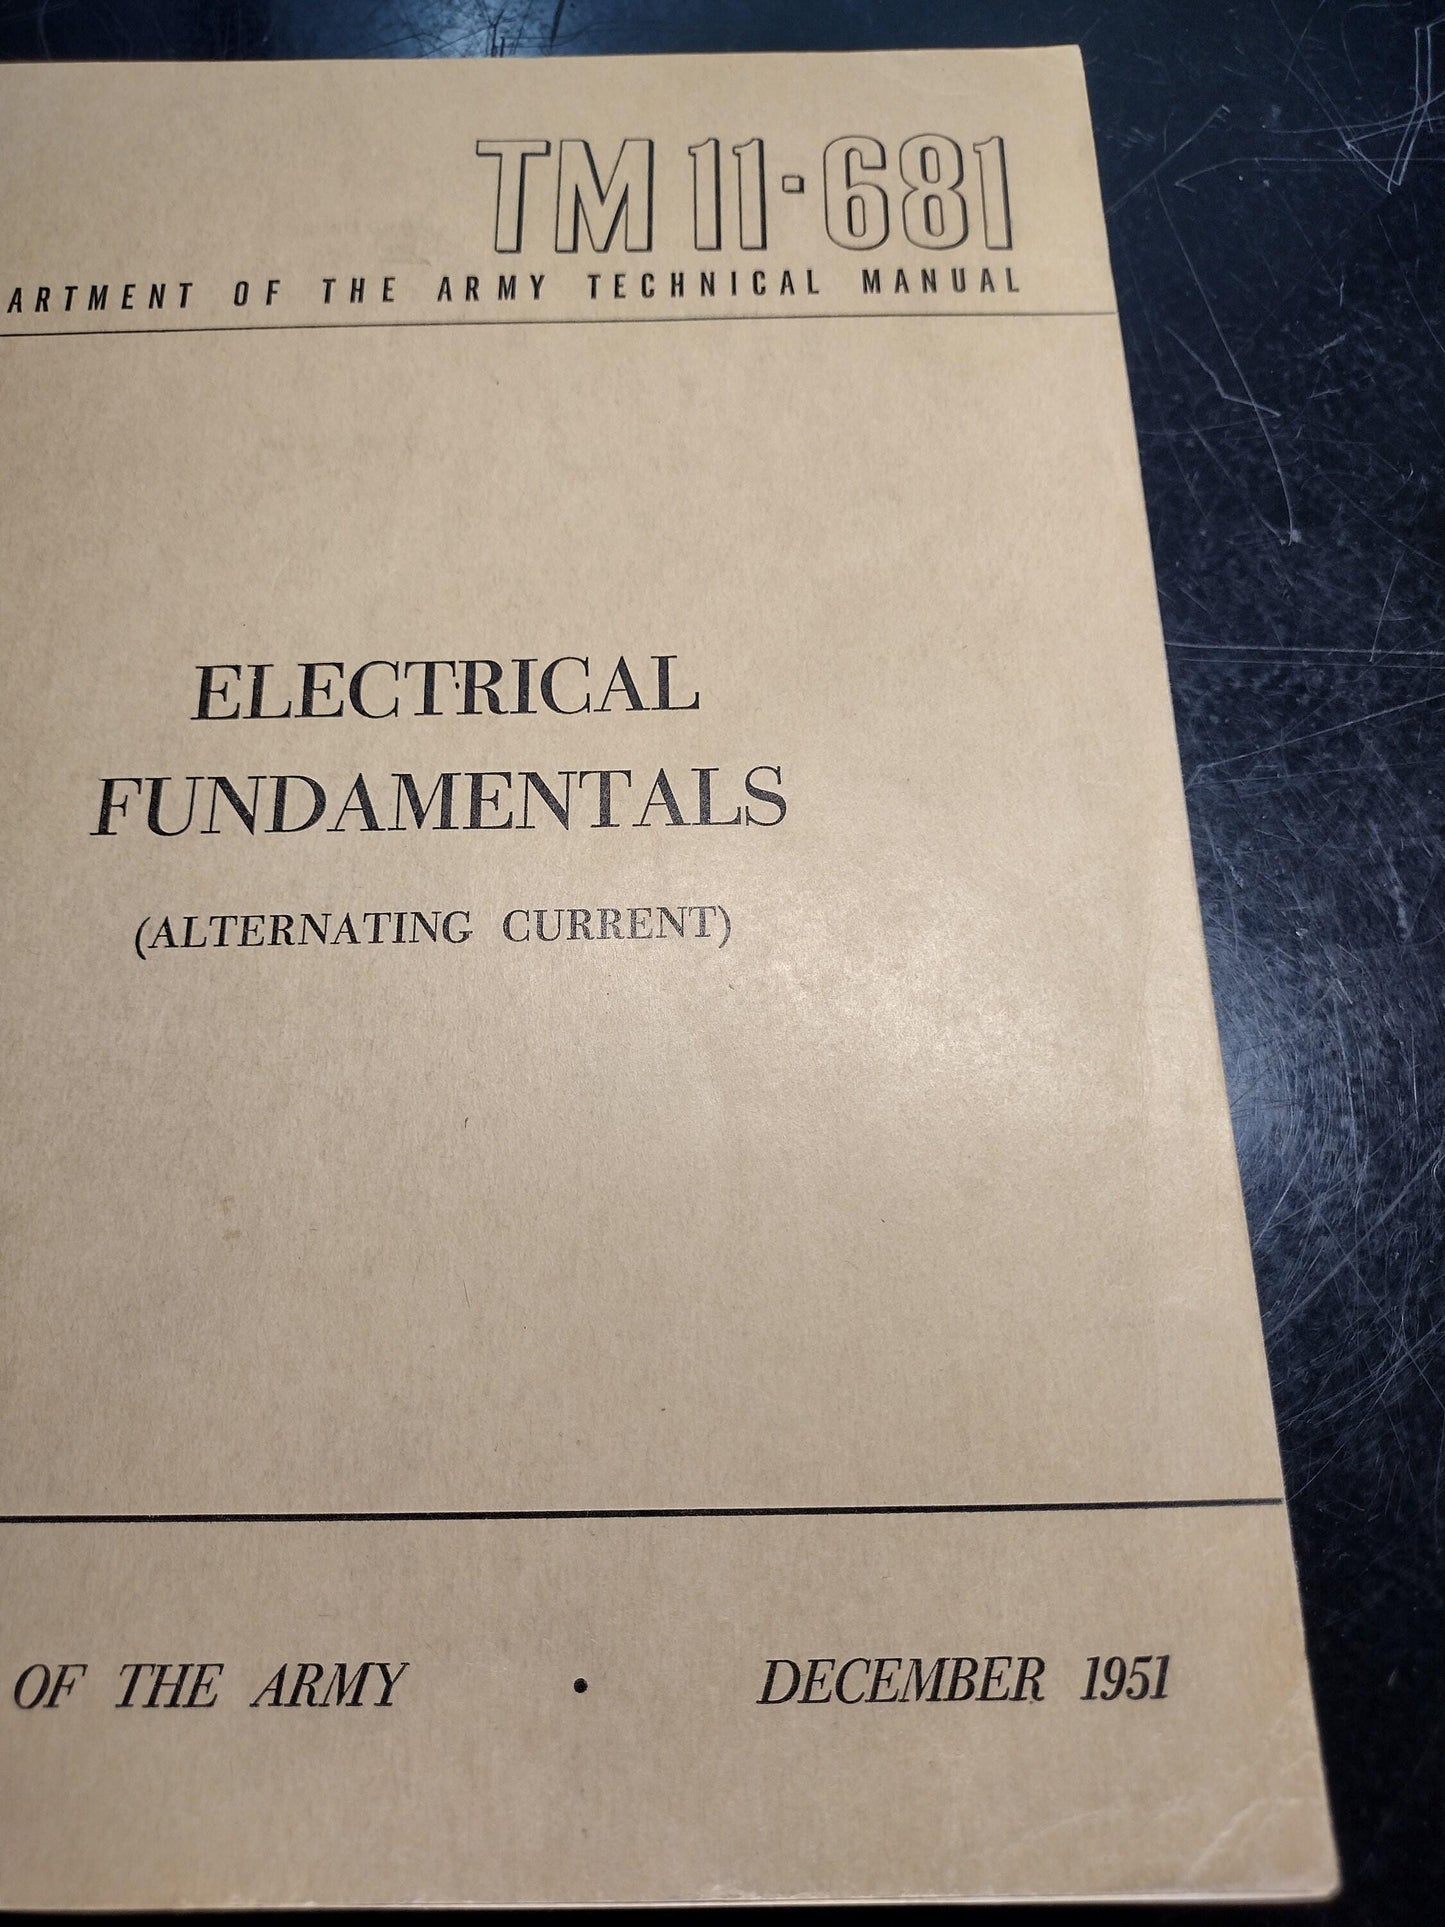 TM 11-681
ARTMENT OF THE ARMY TECHNICAL MANUAL
ELECTRICAL
FUNDAMENTALS
(ALTERNATING CURRENT)
OF THE ARMY • DECEMBER 1951